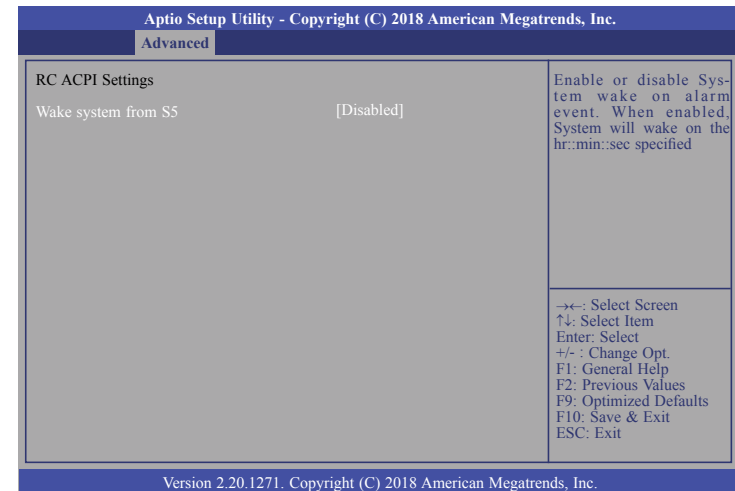 Aptio Setup Utility - Copyright (C) 2018 American Megatrends, Inc.
Advanced
RC ACPI Settings
Wake system from S5 [Disabled]
Enable or disable Sys-
tem wake on alarm
event. When enabled,
System will wake on the
hr::min::sec specified
→←: Select Screen
↑↓: Select Item
Enter: Select
+/- : Change Opt.
F1: General Help
F2: Previous Values
F9: Optimized Defaults
F10: Save & Exit
ESC: Exit
Version 2.20.1271. Copyright (C) 2018 American Megatrends, Inc.